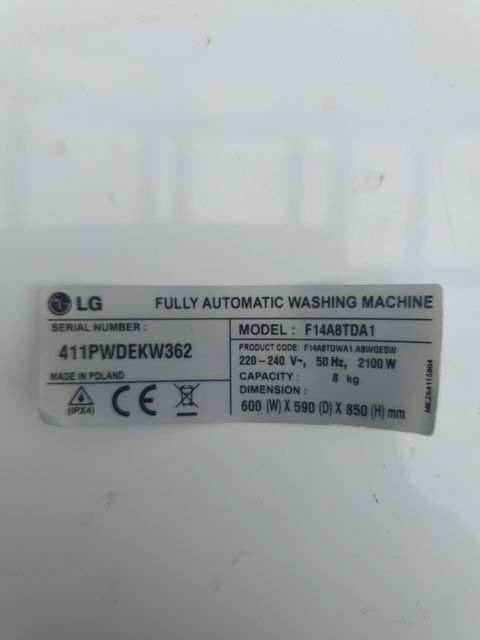 LG FULLY AUTOMATIC WASHING MACHINE
SERIAL NUMBER :
411PWDEKW362
MADE IN POLAND
(IPX4) CE
MODEL : F14A8TDA1
PRODUCT CODE: F14A8TDWA1.ABWQESW
220-240 V~, 50 Hz, 2100 W
CAPACITY : 8 kg
DIMENSION :
600 (W) X 590 (D) X 850 (H) mm
MEZ64115804